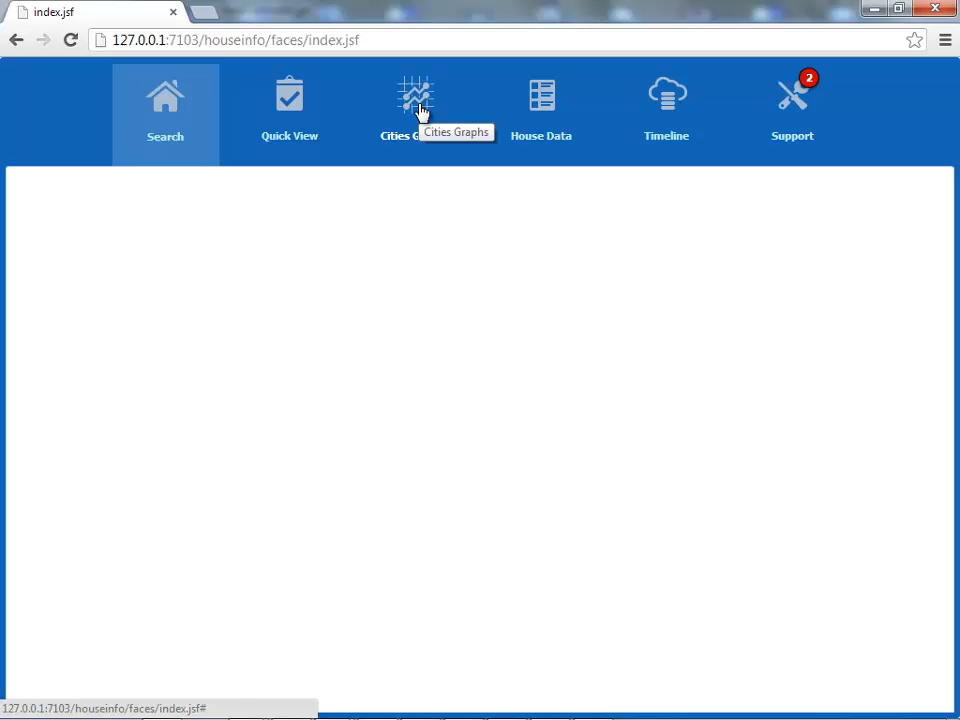 index.jsf
127.0.0.1:7103/houseinfo/faces/index.jsf
2
Search
Quick View
Cities G
Cities Graphs
House Data
Timeline
Support
127.0.0.1:7103/houseinfo/faces/index.jsf#